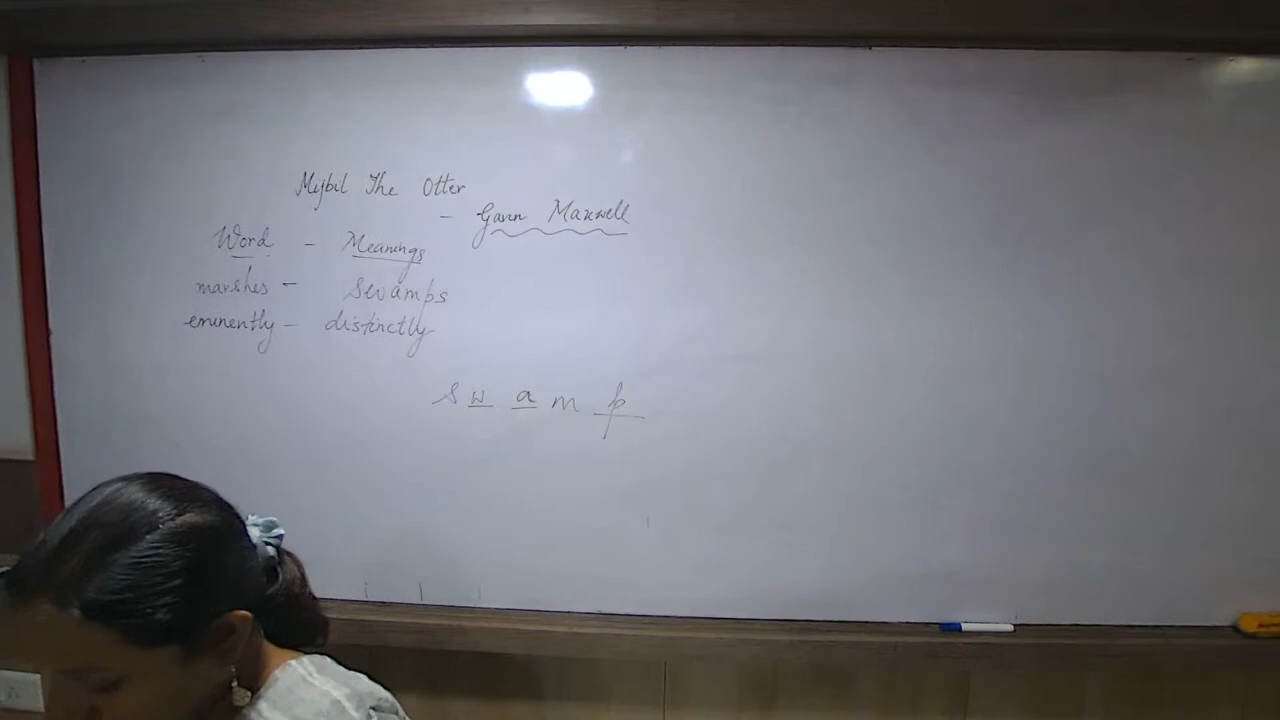 Mijbil The Otter
- Gavin Maxwell
Word - Meanings
marshes - swamps
eminently - distinctly
s w a m p